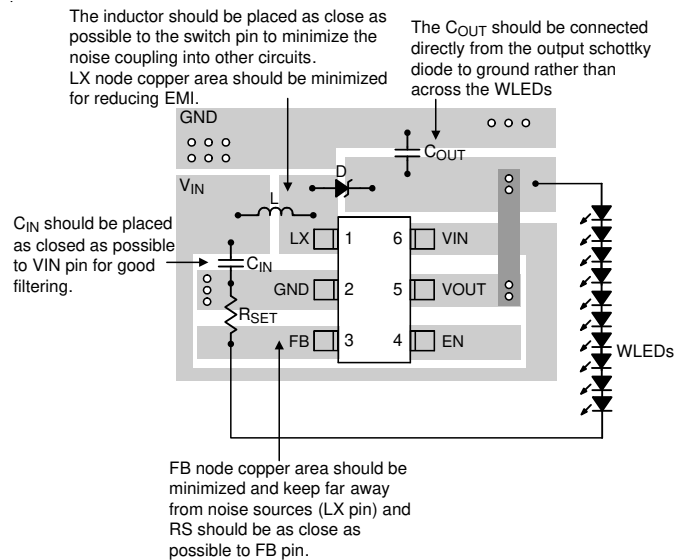 The inductor should be placed as close as
possible to the switch pin to minimize the
noise coupling into other circuits.
LX node copper area should be minimized
for reducing EMI.
The COUT should be connected
directly from the output schottky
diode to ground rather than
across the WLEDs
GND
COUT
D
VIN
L
CIN should be placed
as closed as possible
to VIN pin for good
filtering.
LX 1 6 VIN
CIN
GND 2 5 VOUT
RSET
FB 3 4 EN
WLEDs
FB node copper area should be
minimized and keep far away
from noise sources (LX pin) and
RS should be as close as
possible to FB pin.